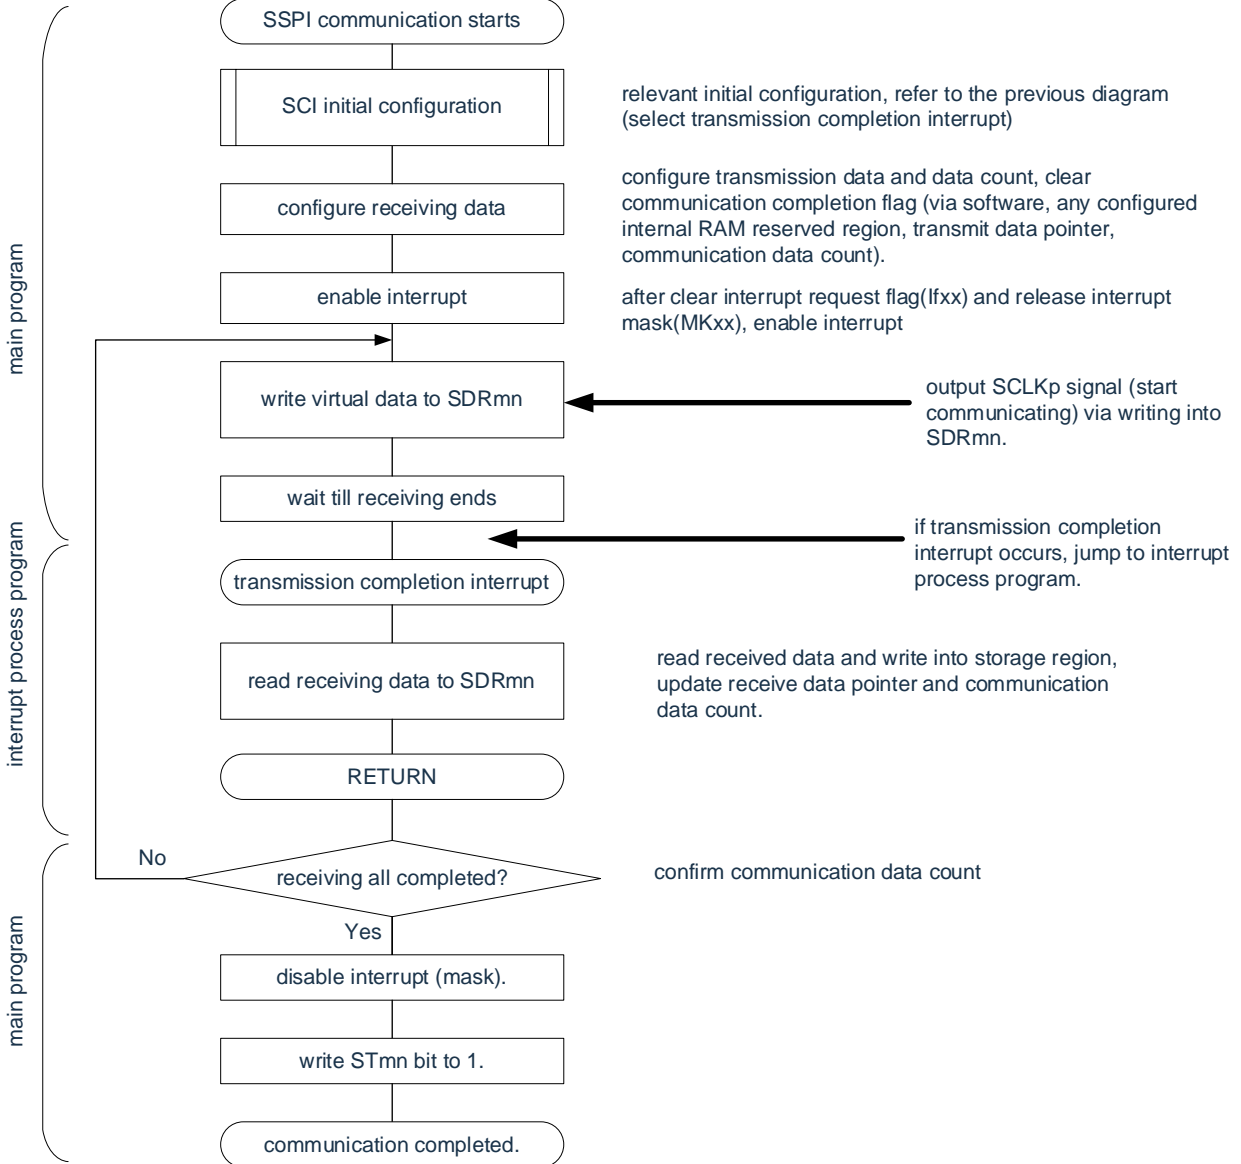 SSPI communication starts
SCI initial configuration
relevant initial configuration, refer to the previous diagram
(select transmission completion interrupt)
configure receiving data
configure transmission data and data count, clear
communication completion flag (via software, any configured
internal RAM reserved region, transmit data pointer,
communication data count).
main program
enable interrupt
after clear interrupt request flag(Ifxx) and release interrupt
mask(MKxx), enable interrupt
write virtual data to SDRmn
output SCLKp signal (start
communicating) via writing into
SDRmn.
wait till receiving ends
if transmission completion
interrupt occurs, jump to interrupt
process program.
interrupt process program
transmission completion interrupt
read receiving data to SDRmn
read received data and write into storage region,
update receive data pointer and communication
data count.
RETURN
No
receiving all completed?
confirm communication data count
Yes
main program
disable interrupt (mask).
write STmn bit to 1.
communication completed.